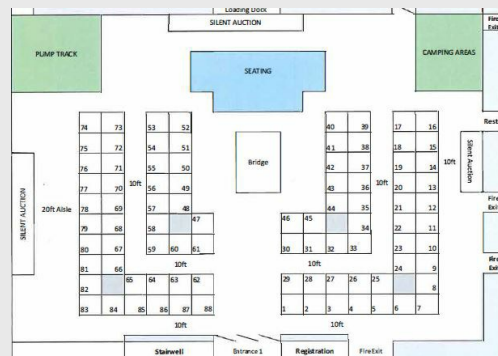 Loading Dock
SILENT AUCTION
Fire
Exit
PUMP TRACK
SEATING
CAMPING AREAS
Rest
74 73 53 52 40 39 17 16
75 72 54 51 41 38 18 15
Bridge
Silent Auction
76 71 55 50 42 37 19 14
10ft 10ft 10ft
77 70 56 49 43 36 20 13
SILENT AUCTION
20ft Aisle
78 69 57 48 44 35 21 12
Fire
Exit
79 68 58 47 46 45 34 22 11
80 67 59 60 61 30 31 32 33 23 10
10ft 10ft
81 66 24 9
Fire
Exit
82 65 64 63 62 29 28 27 26 25 8
83 84 85 86 87 88 1 2 3 4 5 6 7
10ft 10ft
Stairwell Entrance 1 Registration Fire Exit